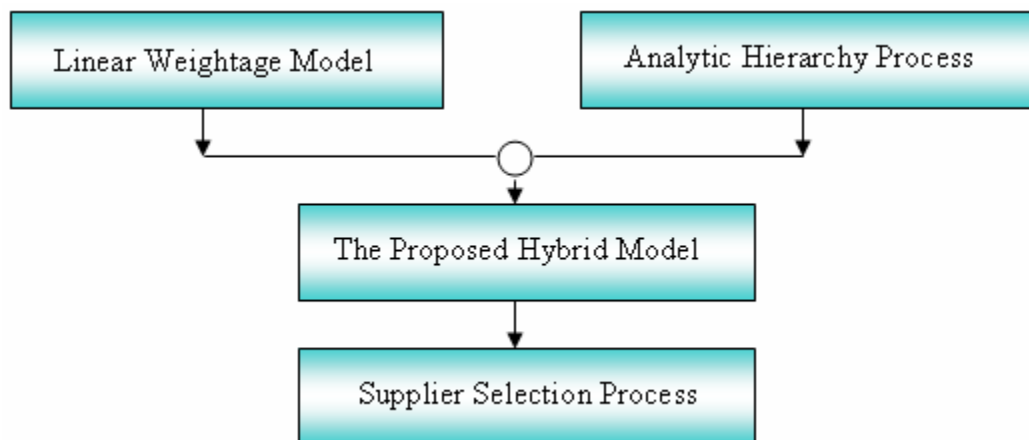 Linear Weightage Model
Analytic Hierarchy Process
The Proposed Hybrid Model
Supplier Selection Process